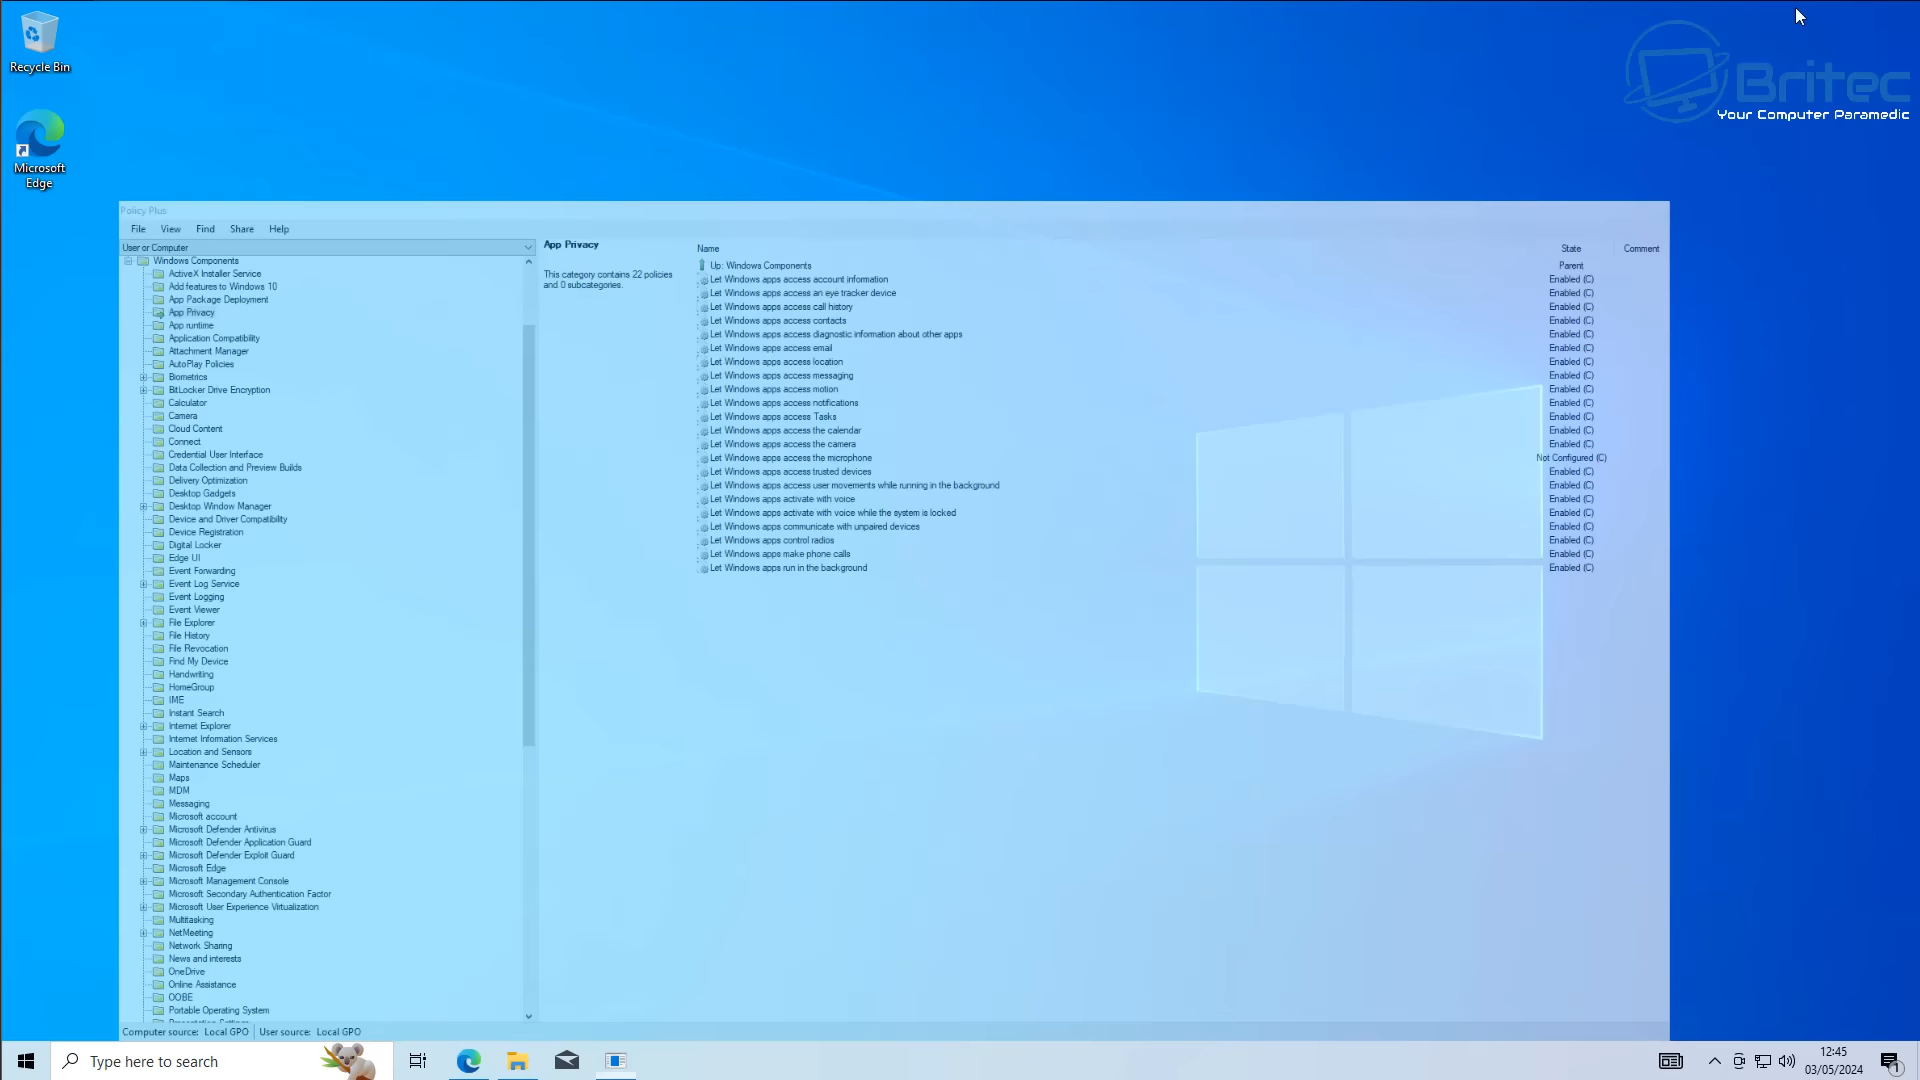 Recycle Bin
Microsoft
Edge
Britec
Your Computer Paramedic
Policy Plus
File View Find Share Help
User or Computer
Windows Components
ActiveX Installer Service
Add features to Windows 10
App Package Deployment
App Privacy
App runtime
Application Compatibility
Attachment Manager
AutoPlay Policies
Biometrics
BitLocker Drive Encryption
Calculator
Camera
Cloud Content
Connect
Credential User Interface
Data Collection and Preview Builds
Delivery Optimization
Desktop Gadgets
Desktop Window Manager
Device and Driver Compatibility
Device Registration
Digital Locker
Edge UI
Event Forwarding
Event Log Service
Event Logging
Event Viewer
File Explorer
File History
File Revocation
Find My Device
Handwriting
HomeGroup
IME
Instant Search
Internet Explorer
Internet Information Services
Location and Sensors
Maintenance Scheduler
Maps
MDM
Messaging
Microsoft account
Microsoft Defender Antivirus
Microsoft Defender Application Guard
Microsoft Defender Exploit Guard
Microsoft Edge
Microsoft Management Console
Microsoft Secondary Authentication Factor
Microsoft User Experience Virtualization
Multitasking
NetMeeting
Network Sharing
News and interests
OneDrive
Online Assistance
OOBE
Portable Operating System
App Privacy
This category contains 22 policies
and 0 subcategories.
Name State Comment
Up: Windows Components Parent
Let Windows apps access account information Enabled (C)
Let Windows apps access an eye tracker device Enabled (C)
Let Windows apps access call history Enabled (C)
Let Windows apps access contacts Enabled (C)
Let Windows apps access diagnostic information about other apps Enabled (C)
Let Windows apps access email Enabled (C)
Let Windows apps access location Enabled (C)
Let Windows apps access messaging Enabled (C)
Let Windows apps access motion Enabled (C)
Let Windows apps access notifications Enabled (C)
Let Windows apps access Tasks Enabled (C)
Let Windows apps access the calendar Enabled (C)
Let Windows apps access the camera Enabled (C)
Let Windows apps access the microphone Not Configured (C)
Let Windows apps access trusted devices Enabled (C)
Let Windows apps access user movements while running in the background Enabled (C)
Let Windows apps activate with voice Enabled (C)
Let Windows apps activate with voice while the system is locked Enabled (C)
Let Windows apps communicate with unpaired devices Enabled (C)
Let Windows apps control radios Enabled (C)
Let Windows apps make phone calls Enabled (C)
Let Windows apps run in the background Enabled (C)
Computer source: Local GPO User source: Local GPO
Type here to search
12:45
03/05/2024
1